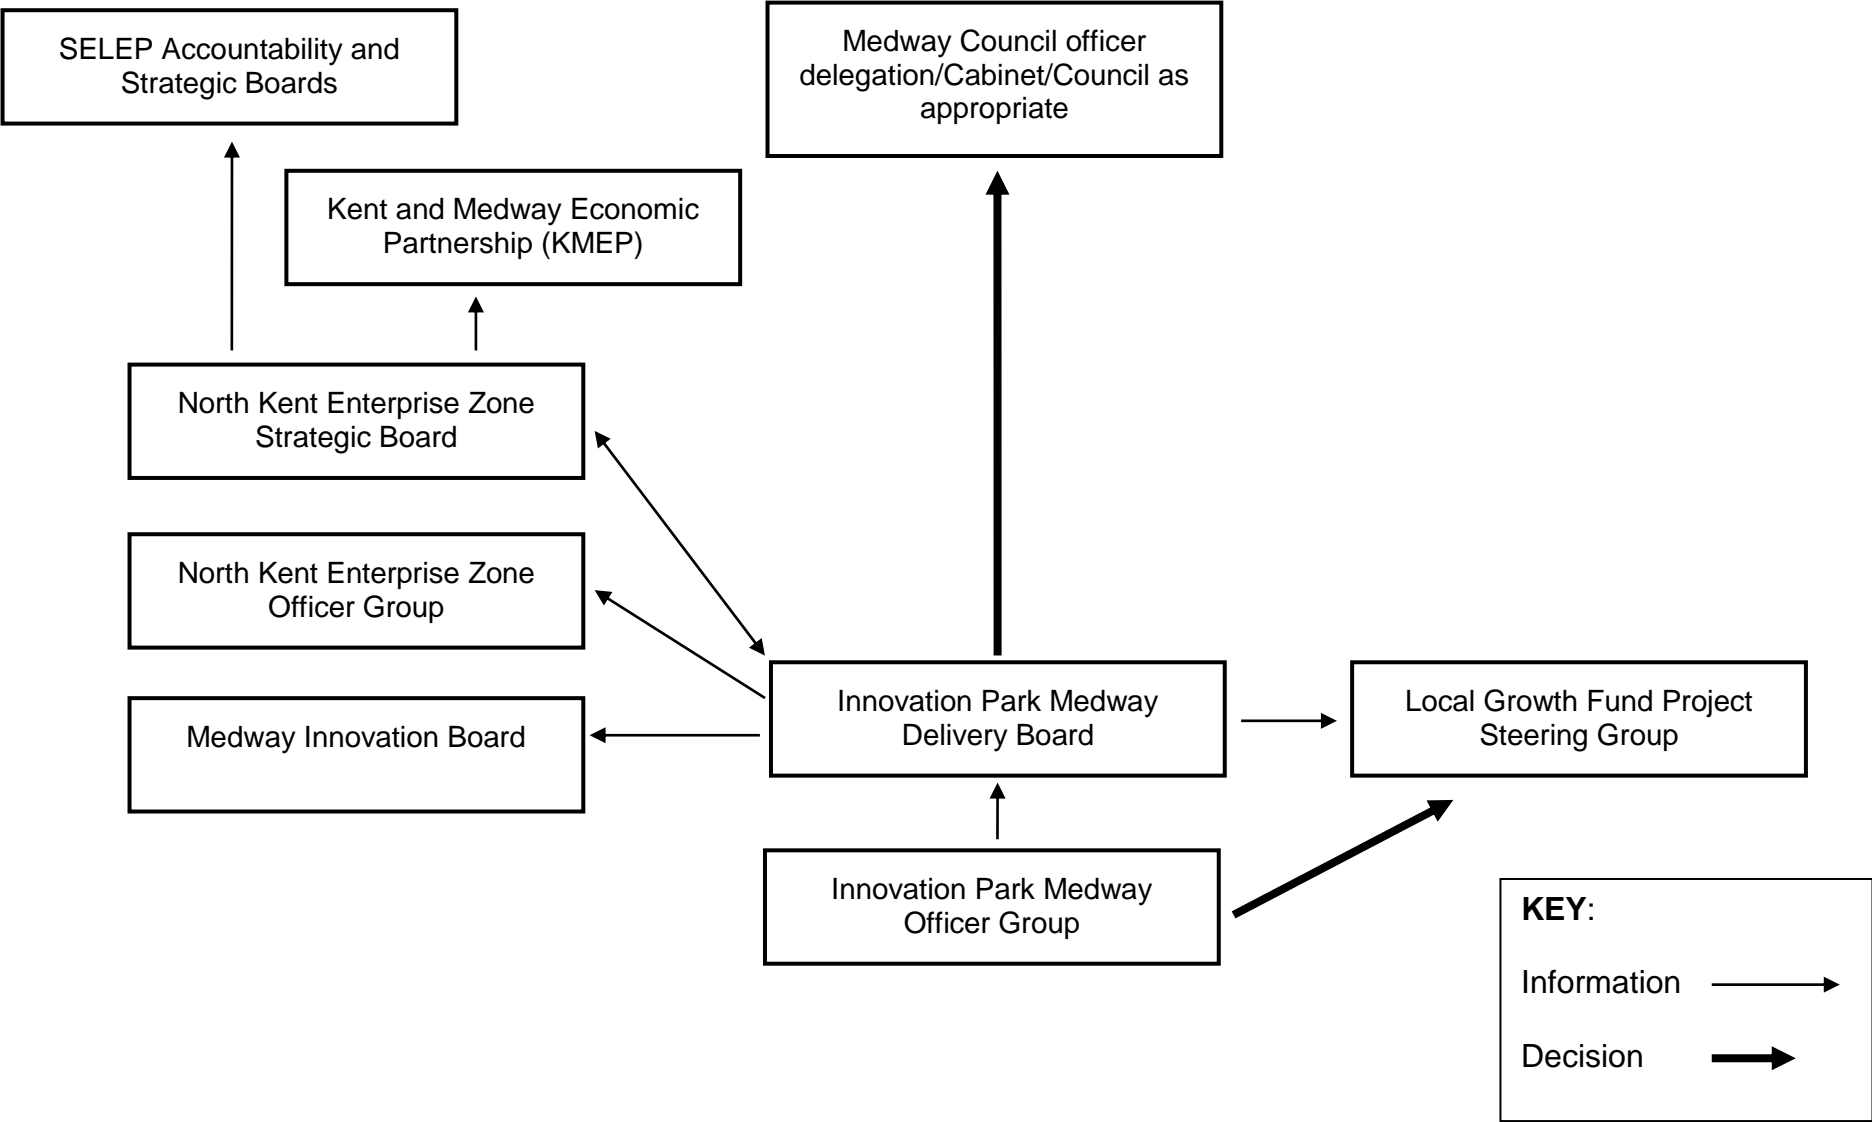 SELEP Accountability and
Strategic Boards
Medway Council officer
delegation/Cabinet/Council as
appropriate
Kent and Medway Economic
Partnership (KMEP)
North Kent Enterprise Zone
Strategic Board
North Kent Enterprise Zone
Officer Group
Medway Innovation Board
Innovation Park Medway
Delivery Board
Local Growth Fund Project
Steering Group
Innovation Park Medway
Officer Group
KEY:
Information
Decision